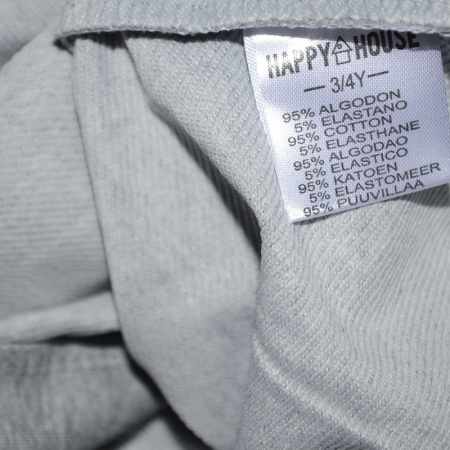 HAPPY HOUSE
— 3/4Y —
95% ALGODON
5% ELASTANO
95% COTTON
5% ELASTHANE
95% ALGODAO
5% ELASTICO
95% KATOEN
5% ELASTOMEER
95% PUUVILLAA